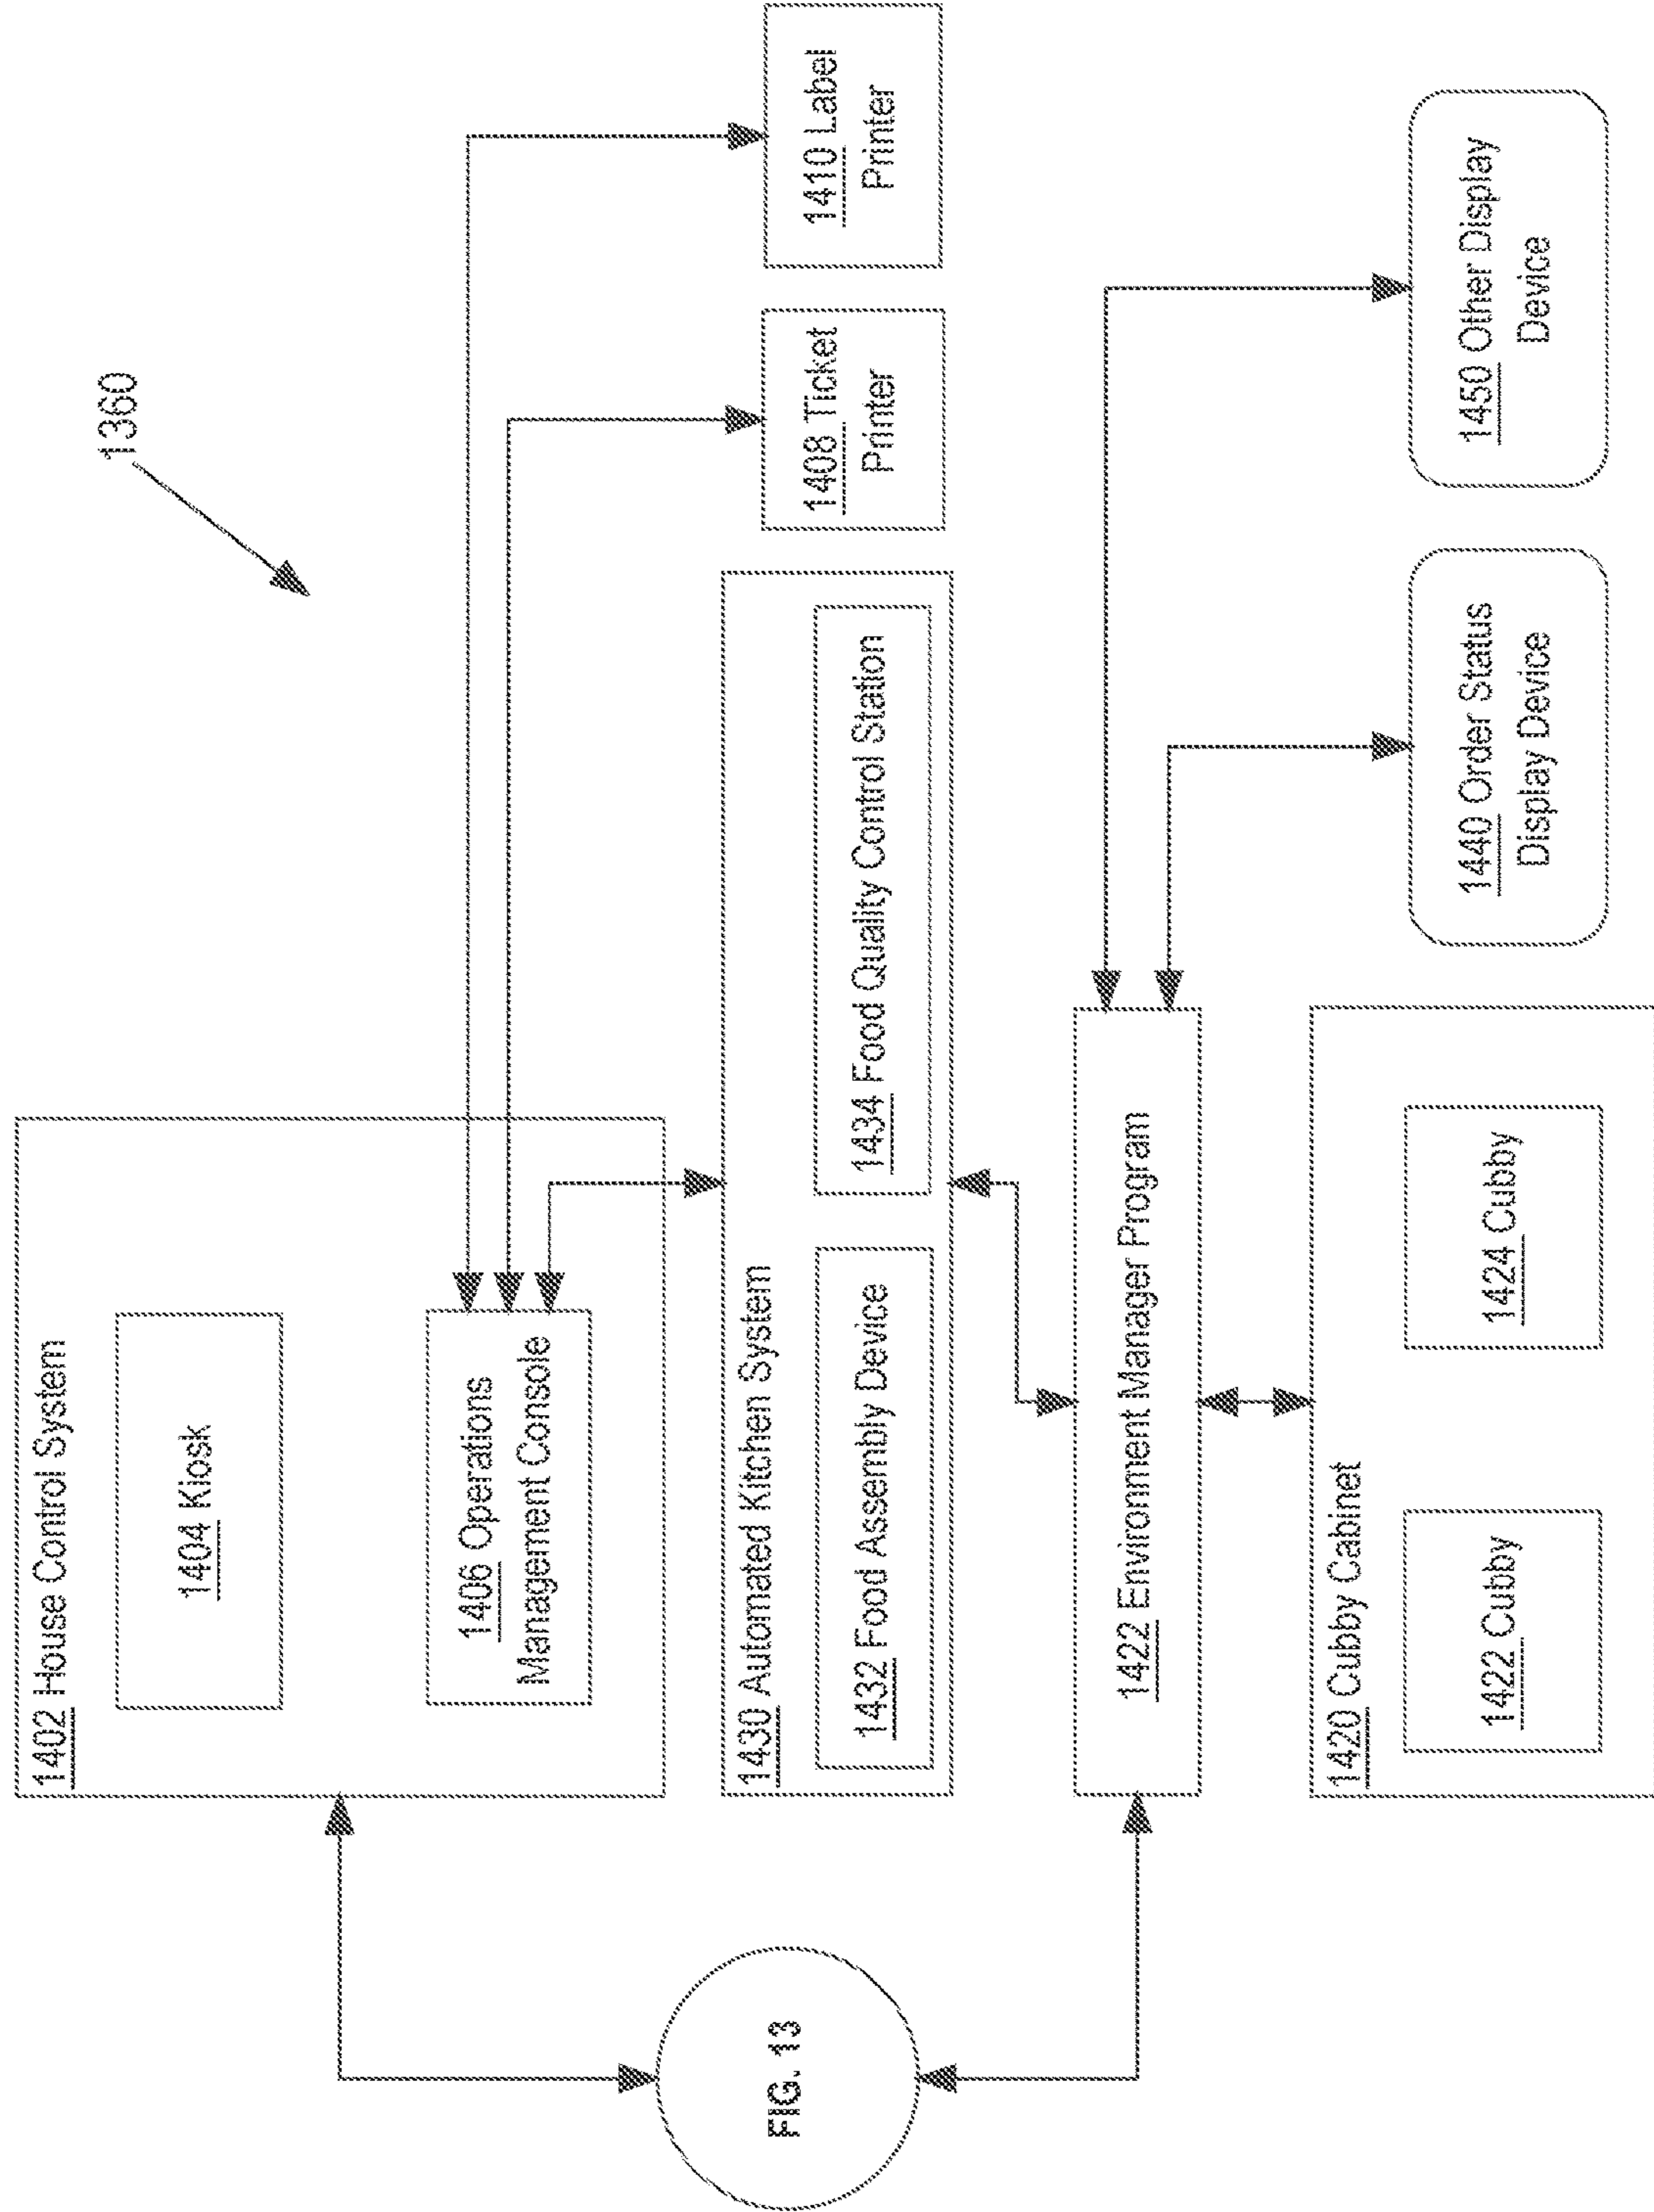 1360
1402 House Control System
1404 Kiosk
1406 Operations
Management Console
1430 Automated Kitchen System
1432 Food Assembly Device
1434 Food Quality Control Station
1408 Ticket
Printer
1410 Label
Printer
FIG. 13
1422 Environment Manager Program
1420 Cubby Cabinet
1422 Cubby
1424 Cubby
1440 Order Status
Display Device
1450 Other Display
Device